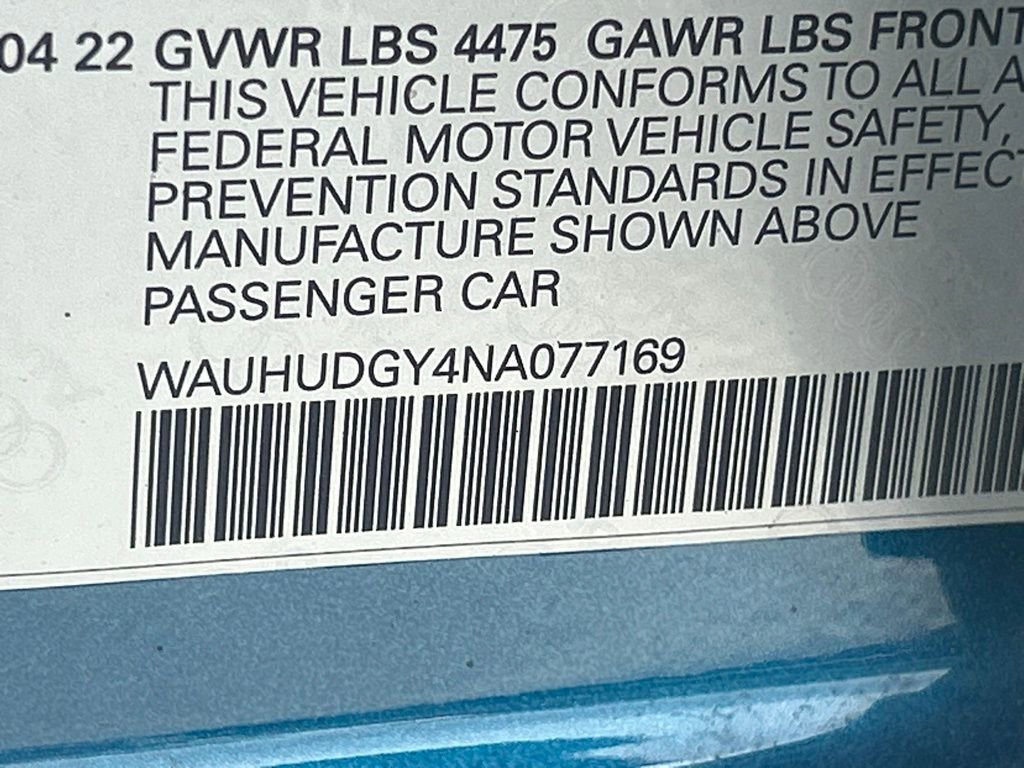 04 22 GVWR LBS 4475 GAWR LBS FRONT
THIS VEHICLE CONFORMS TO ALL A
FEDERAL MOTOR VEHICLE SAFETY,
PREVENTION STANDARDS IN EFFECT
MANUFACTURE SHOWN ABOVE
PASSENGER CAR
WAUHUDGY4NA077169